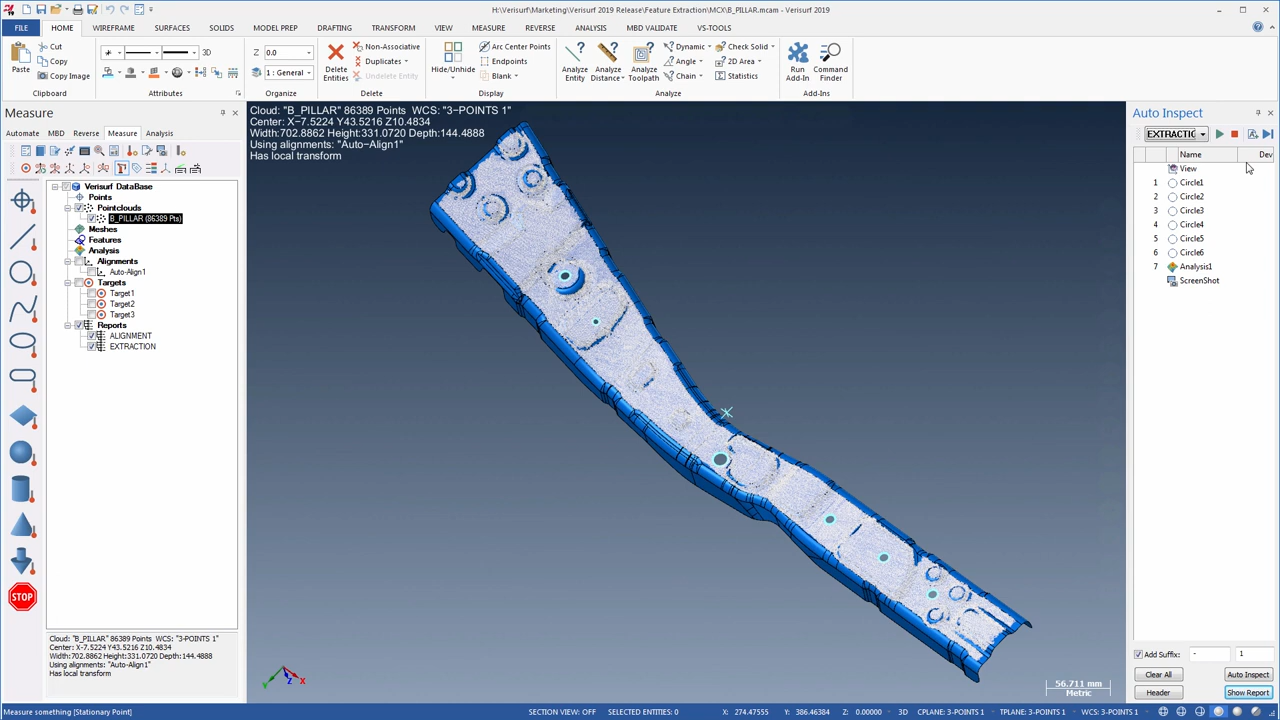 H:\Verisurf\Marketing\Verisurf 2019 Release\Feature Extraction\MCX\B_PILLAR.mcam - Verisurf 2019
FILE HOME WIREFRAME SURFACES SOLIDS MODEL PREP DRAFTING TRANSFORM VIEW MEASURE REVERSE ANALYSIS MBD VALIDATE VS-TOOLS
Paste
Cut
Copy
Copy Image
Clipboard
3D
Attributes
Z 0.0
1 : General
Organize
Delete Entities
Non-Associative
Duplicates
Undelete Entity
Delete
Hide/Unhide
Arc Center Points
Endpoints
Blank
Display
Analyze Entity
Analyze Distance
Analyze Toolpath
Dynamic
Angle
Chain
Check Solid
2D Area
Statistics
Analyze
Run Add-In
Command Finder
Add-Ins
Measure
Automate MBD Reverse Measure Analysis
Verisurf DataBase
Points
Pointclouds
B_PILLAR (86389 Pts)
Meshes
Features
Analysis
Alignments
Auto-Align1
Targets
Target1
Target2
Target3
Reports
ALIGNMENT
EXTRACTION
STOP
Cloud: "B_PILLAR" 86389 Points WCS: "3-POINTS 1"
Center: X-7.5224 Y43.5216 Z10.4834
Width:702.8862 Height:331.0720 Depth:144.4888
Using alignments: "Auto-Align1"
Has local transform
Cloud: "B_PILLAR" 86389 Points WCS: "3-POINTS 1"
Center: X-7.5224 Y43.5216 Z10.4834
Width:702.8862 Height:331.0720 Depth:144.4888
Using alignments: "Auto-Align1"
Has local transform
Y Z X
56.711 mm
Metric
Auto Inspect
EXTRACTIC
Name Dev
View
1 Circle1
2 Circle2
3 Circle3
4 Circle4
5 Circle5
6 Circle6
7 Analysis1
ScreenShot
Add Suffix: - 1
Clear All Auto Inspect
Header Show Report
Measure something [Stationary Point] SECTION VIEW: OFF SELECTED ENTITIES: 0 X: 274.47555 Y: 386.46384 Z: 0.00000 3D CPLANE: 3-POINTS 1 TPLANE: 3-POINTS 1 WCS: 3-POINTS 1